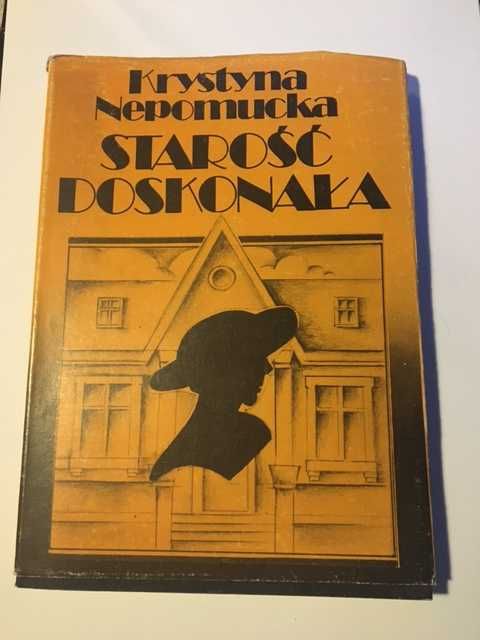 Krystyna
Nepomucka
STAROŚĆ
DOSKONAŁA